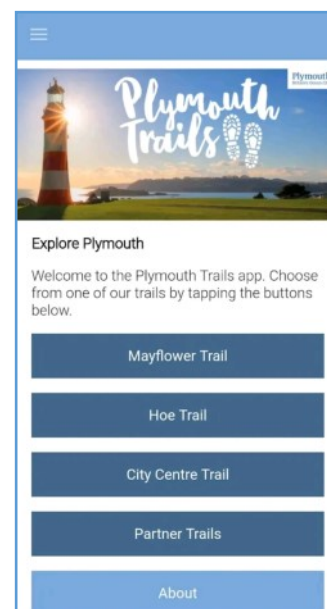 Plymouth
Trails
Plymouth
Explore Plymouth
Welcome to the Plymouth Trails app. Choose
from one of our trails by tapping the buttons
below.
Mayflower Trail
Hoe Trail
City Centre Trail
Partner Trails
About